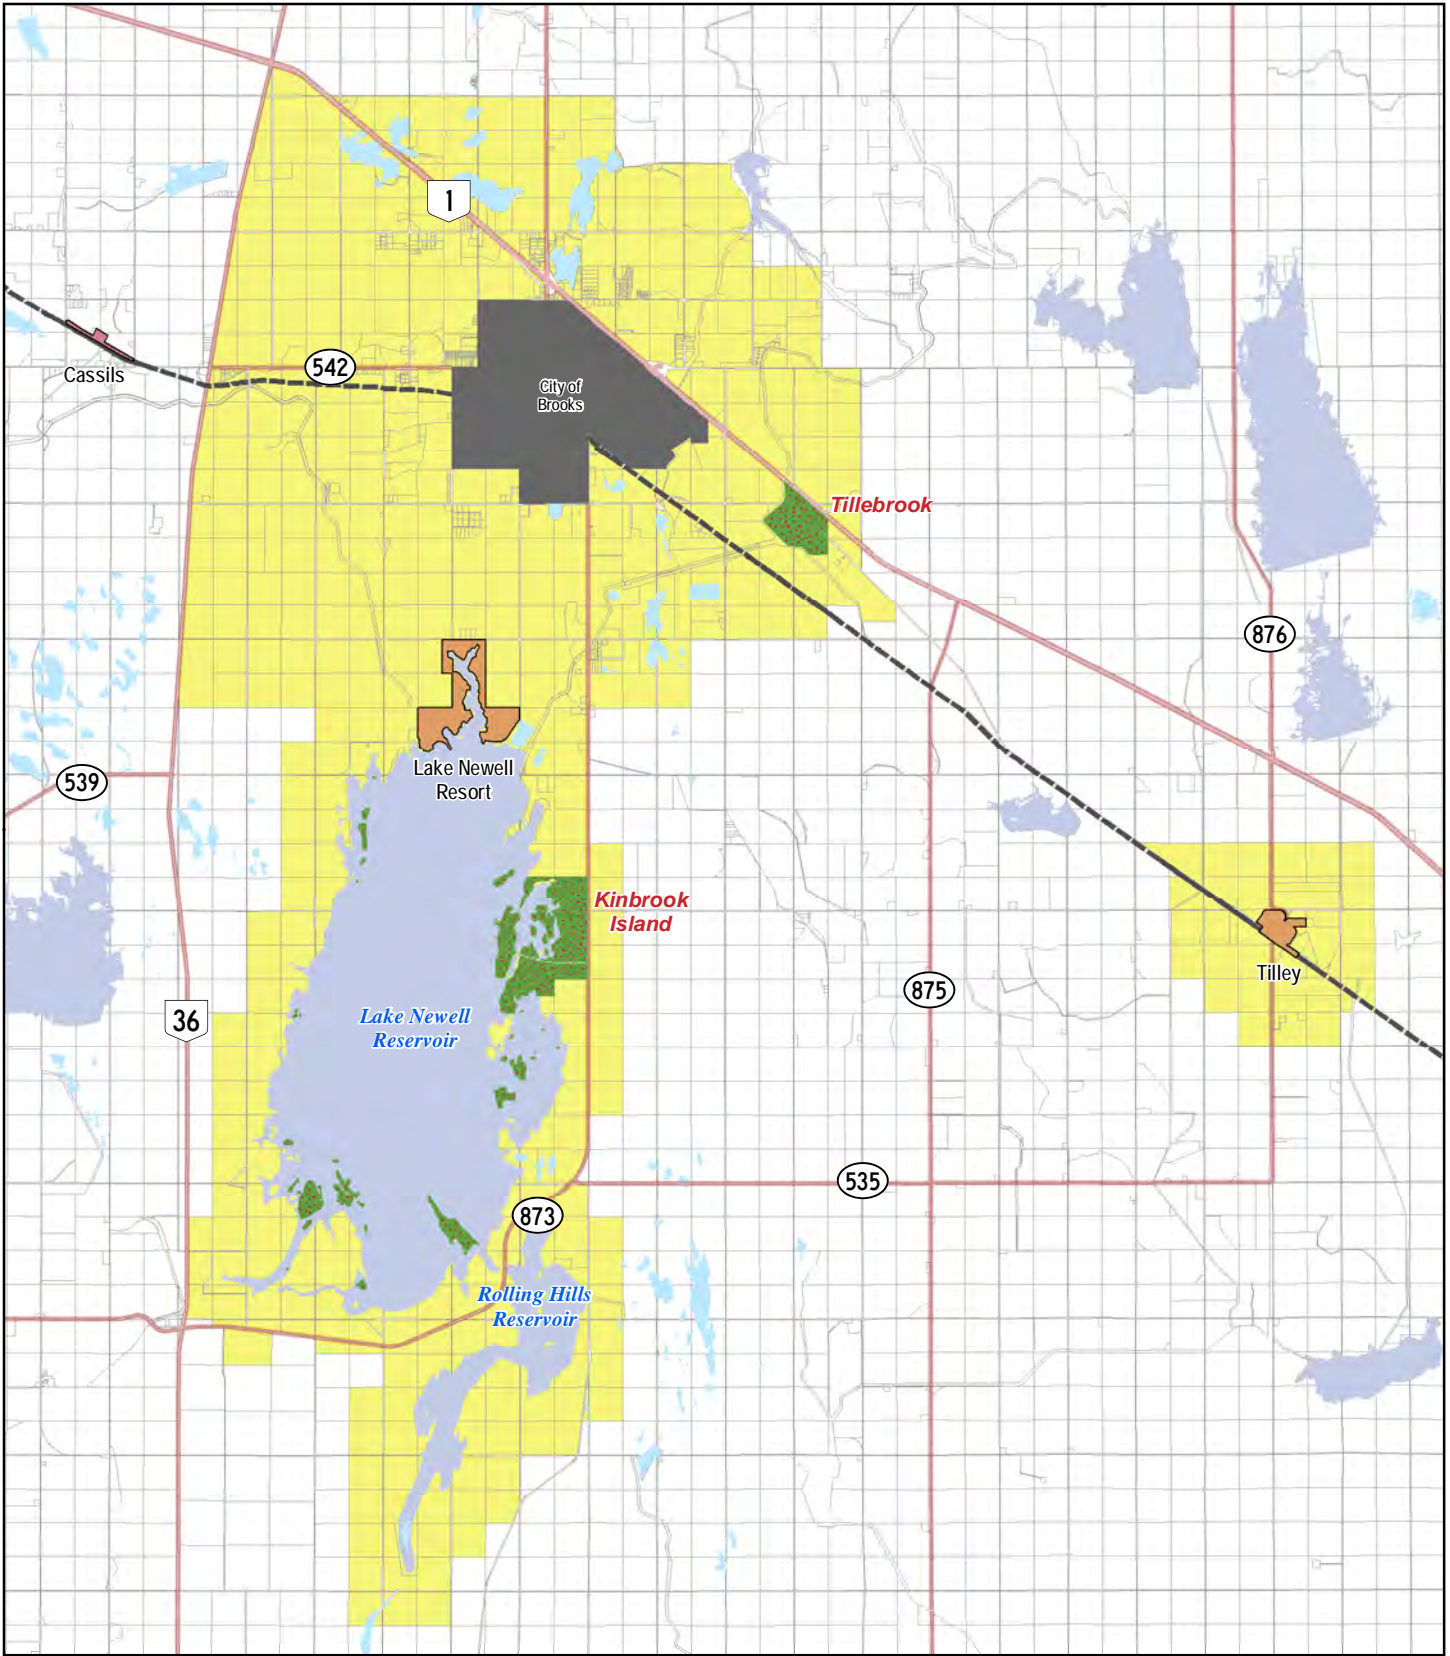 1
542
Cassils
City of
Brooks
Tillebrook
876
Lake Newell
Resort
539
Kinbrook
Island
Tilley
875
36
Lake Newell
Reservoir
535
873
Rolling Hills
Reservoir